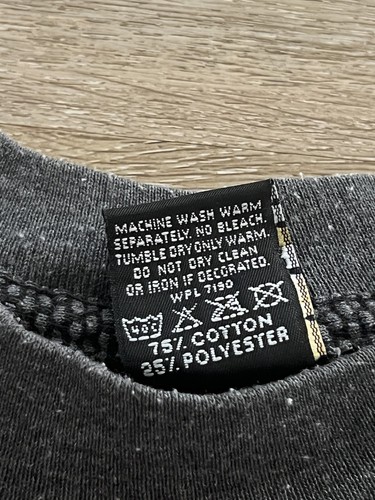 MACHINE WASH WARM
SEPARATELY. NO BLEACH.
TUMBLE DRY ONLY WARM.
DO NOT DRY CLEAN
OR IRON IF DECORATED.
WPL 7190
40°
75% COTTON
25% POLYESTER